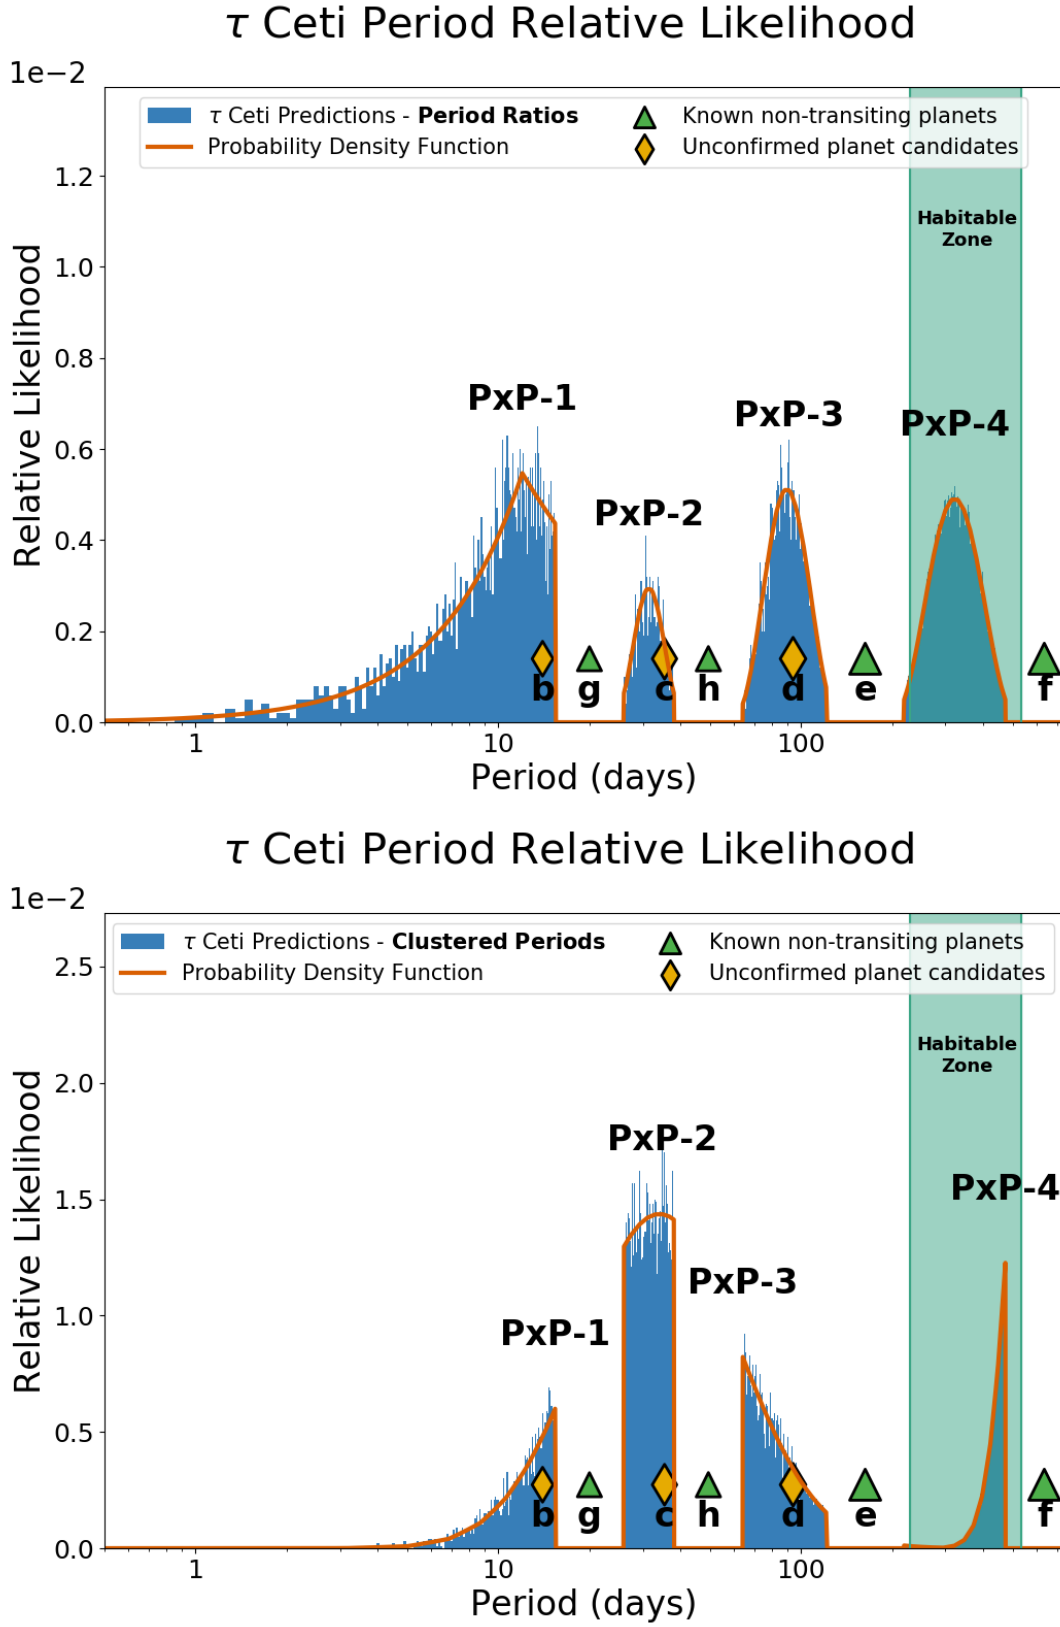 τ Ceti Period Relative Likelihood
1e−2
τ Ceti Predictions - Period Ratios
Probability Density Function
Known non-transiting planets
Unconfirmed planet candidates
Habitable
Zone
Relative Likelihood
1.2
1.0
0.8
0.6
0.4
0.2
0.0
PxP-1
PxP-2
PxP-3
PxP-4
b g c h d e f
1 10 100
Period (days)
τ Ceti Period Relative Likelihood
1e−2
τ Ceti Predictions - Clustered Periods
Probability Density Function
Known non-transiting planets
Unconfirmed planet candidates
Habitable
Zone
Relative Likelihood
2.5
2.0
1.5
1.0
0.5
0.0
PxP-1
PxP-2
PxP-3
PxP-4
b g c h d e f
1 10 100
Period (days)